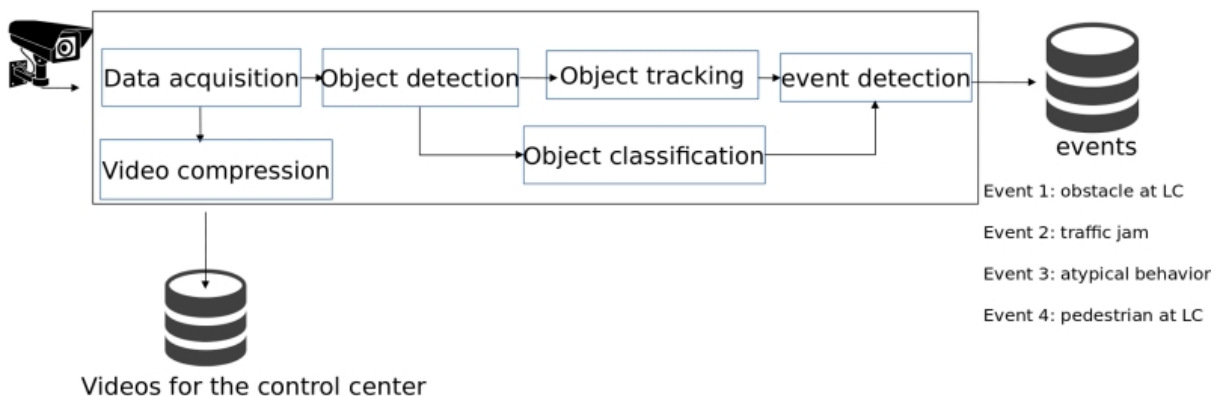 Data acquisition
Object detection
Object tracking
event detection
Video compression
Object classification
events
Event 1: obstacle at LC
Event 2: traffic jam
Event 3: atypical behavior
Event 4: pedestrian at LC
Videos for the control center